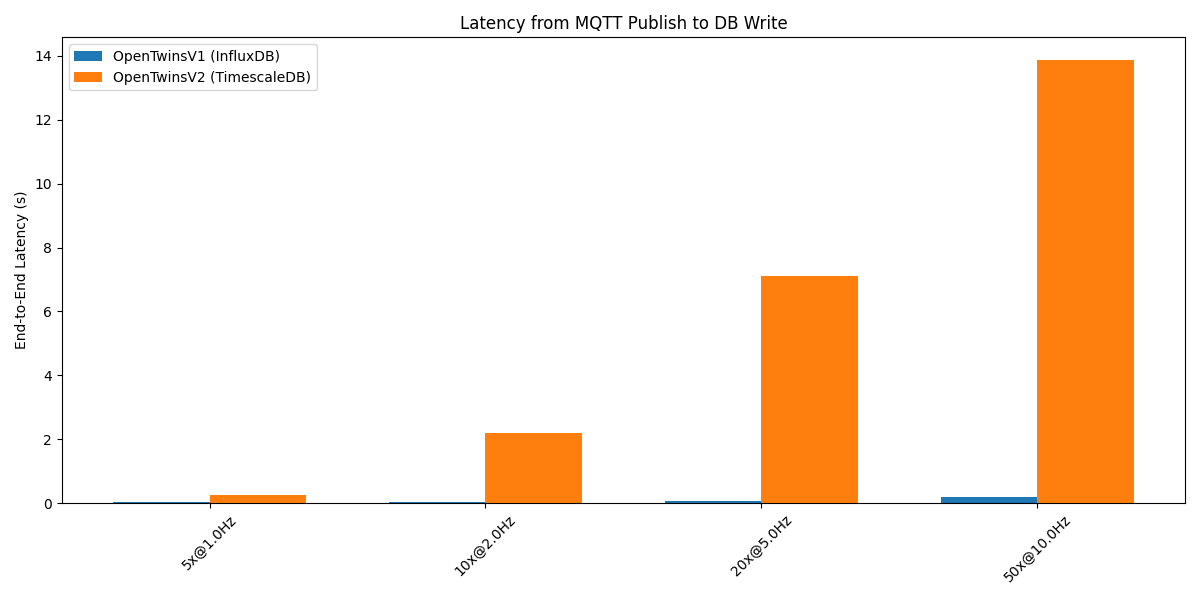 Latency from MQTT Publish to DB Write
OpenTwinsV1 (InfluxDB)
OpenTwinsV2 (TimescaleDB)
End-to-End Latency (s)
14
12
10
8
6
4
2
0
5x@1.0Hz
10x@2.0Hz
20x@5.0Hz
50x@10.0Hz